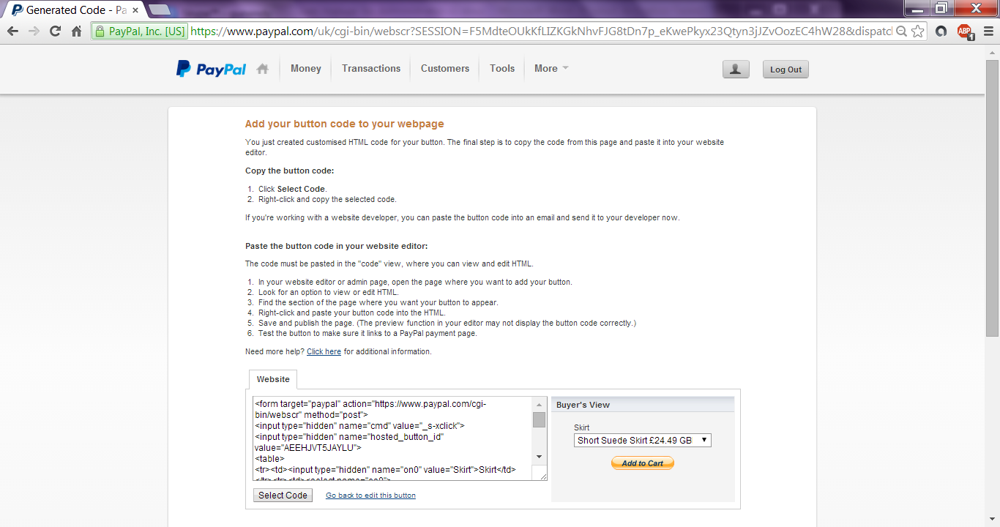 Generated Code - Pa
PayPal, Inc. [US] https://www.paypal.com/uk/cgi-bin/webscr?SESSION=F5MdteOUkKfLIZKGkNhvFJG8tDn7p_eKwePkyx23Qtyn3jJZvOozEC4hW28&dispatcl
ABP 1
PayPal Money Transactions Customers Tools More Log Out
Add your button code to your webpage
You just created customised HTML code for your button. The final step is to copy the code from this page and paste it into your website
editor.
Copy the button code:
1. Click Select Code.
2. Right-click and copy the selected code.
If you're working with a website developer, you can paste the button code into an email and send it to your developer now.
Paste the button code in your website editor:
The code must be pasted in the "code" view, where you can view and edit HTML.
1. In your website editor or admin page, open the page where you want to add your button.
2. Look for an option to view or edit HTML.
3. Find the section of the page where you want your button to appear.
4. Right-click and paste your button code into the HTML.
5. Save and publish the page. (The preview function in your editor may not display the button code correctly.)
6. Test the button to make sure it links to a PayPal payment page.
Need more help? Click here for additional information.
Website
<form target="paypal" action="https://www.paypal.com/cgi-
bin/webscr" method="post">
<input type="hidden" name="cmd" value="_s-xclick">
<input type="hidden" name="hosted_button_id"
value="AEEHJVT5JAYLU">
<table>
<tr><td><input type="hidden" name="on0" value="Skirt">Skirt</td>
</tr><tr><td><select name="os0">
Buyer's View
Skirt
Short Suede Skirt £24.49 GB
Add to Cart
Select Code Go back to edit this button